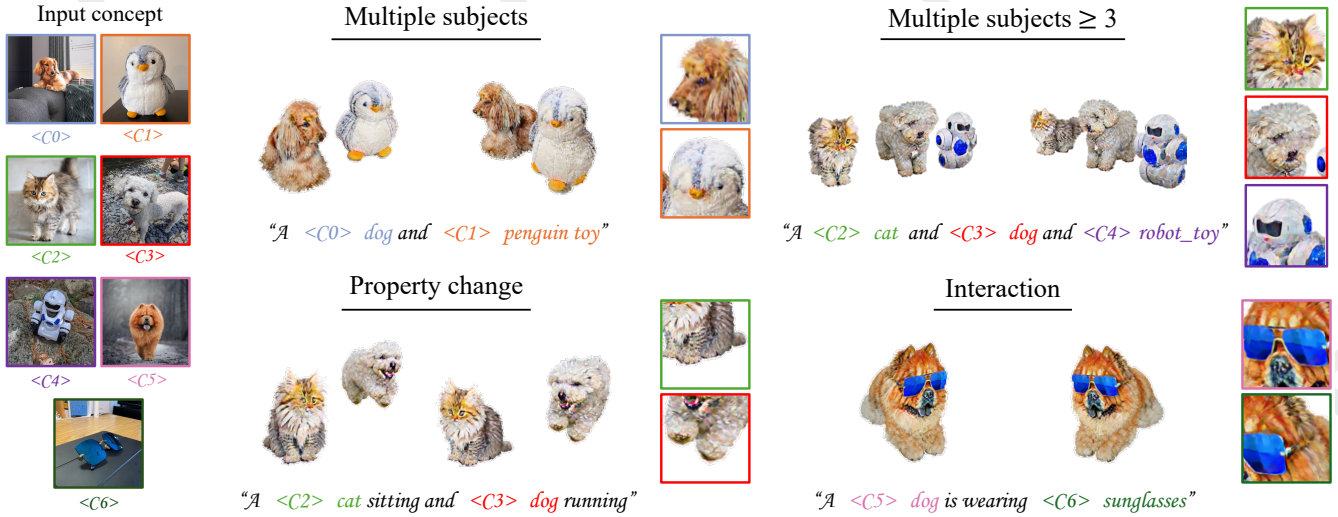 Input concept
<C0>
<C1>
<C2>
<C3>
<C4>
<C5>
<C6>
Multiple subjects
"A <C0> dog and <C1> penguin toy"
Multiple subjects ≥ 3
"A <C2> cat and <C3> dog and <C4> robot_toy"
Property change
"A <C2> cat sitting and <C3> dog running"
Interaction
"A <C5> dog is wearing <C6> sunglasses"